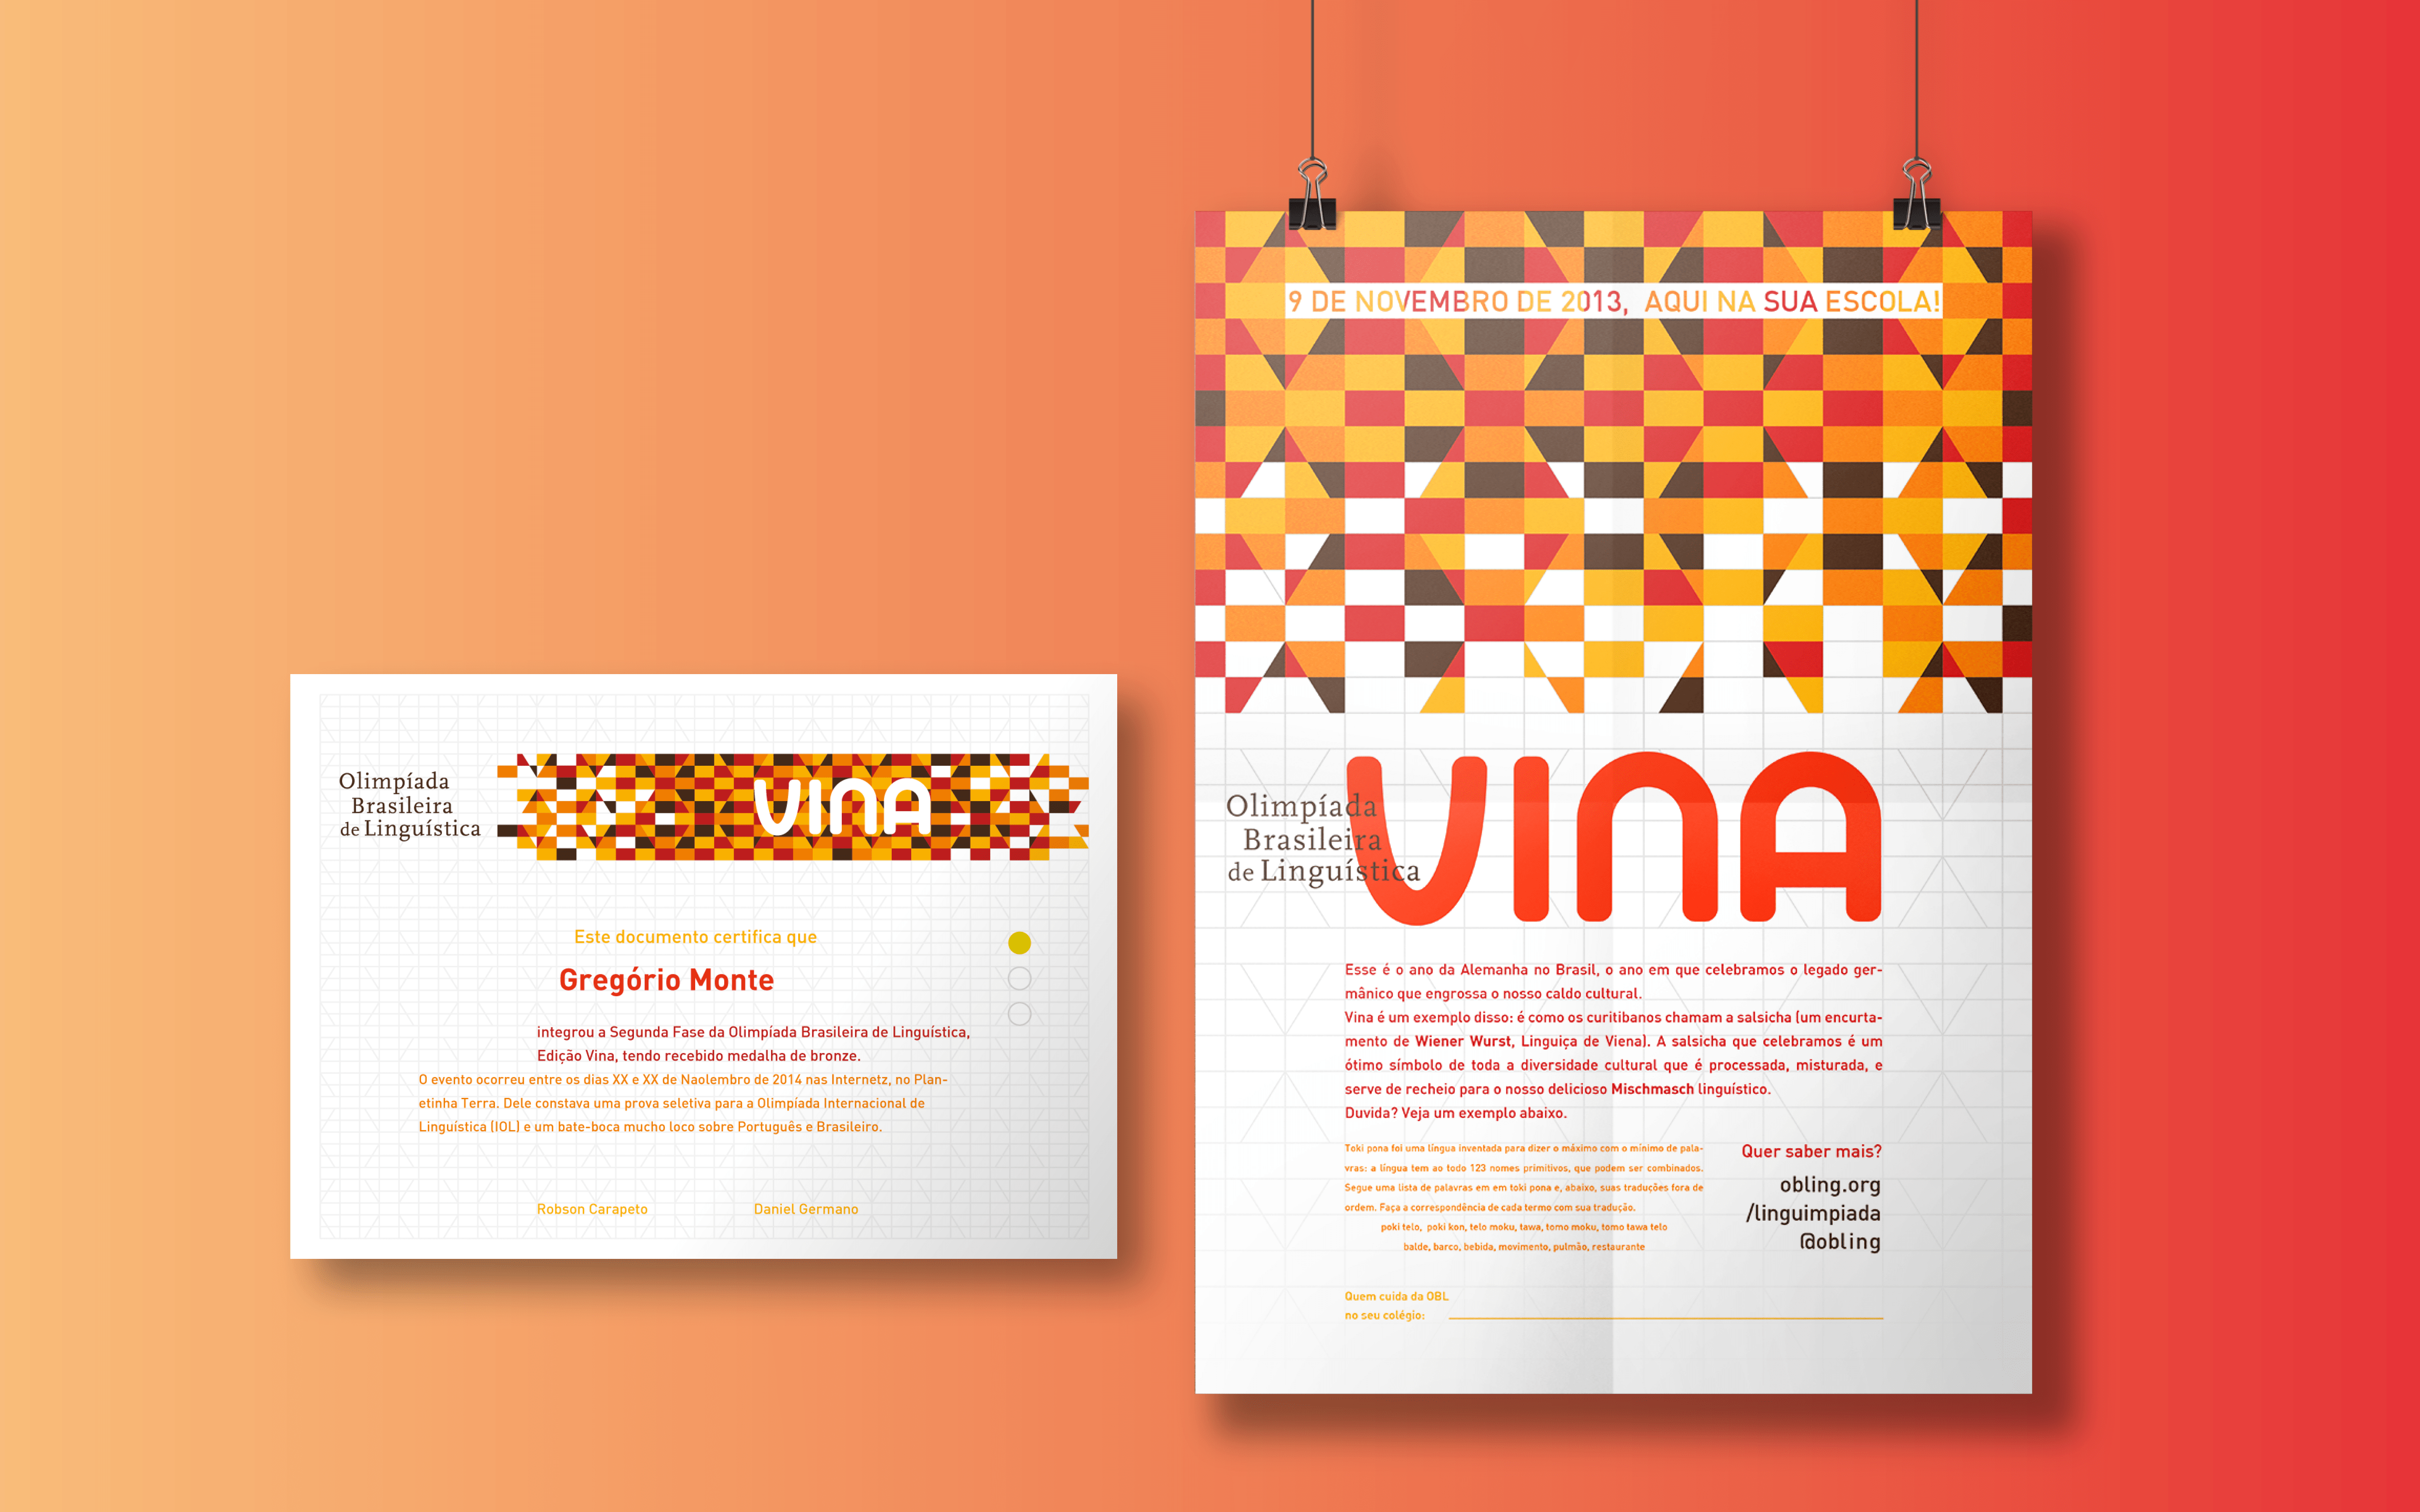 Olimpíada
Brasileira
de Linguística
VINA
Este documento certifica que
Gregório Monte
integrou a Segunda Fase da Olimpíada Brasileira de Linguística,
Edição Vina, tendo recebido medalha de bronze.
O evento ocorreu entre os dias XX e XX de Naolembro de 2014 nas Internetz, no Plan-
etinha Terra. Dele constava uma prova seletiva para a Olimpíada Internacional de
Linguística (IOL) e um bate-boca mucho loco sobre Português e Brasileiro.
Robson Carapeto
Daniel Germano
9 DE NOVEMBRO DE 2013, AQUI NA SUA ESCOLA!
VINA
Olimpíada
Brasileira
de Linguística
Esse é o ano da Alemanha no Brasil, o ano em que celebramos o legado ger-
mânico que engrossa o nosso caldo cultural.
Vina é um exemplo disso: é como os curitibanos chamam a salsicha (um encurta-
mento de Wiener Wurst, Linguiça de Viena). A salsicha que celebramos é um
ótimo símbolo de toda a diversidade cultural que é processada, misturada, e
serve de recheio para o nosso delicioso Mischmasch linguístico.
Duvida? Veja um exemplo abaixo.
Toki pona foi uma língua inventada para dizer o máximo com o mínimo de pala-
vras: a língua tem ao todo 123 nomes primitivos, que podem ser combinados.
Segue uma lista de palavras em em toki pona e, abaixo, suas traduções fora de
ordem. Faça a correspondência de cada termo com sua tradução.
poki telo, poki kon, telo moku, tawa, tomo moku, tomo tawa telo
balde, barco, bebida, movimento, pulmão, restaurante
Quer saber mais?
obling.org
/linguimpiada
@obling
Quem cuida da OBL
no seu colégio: